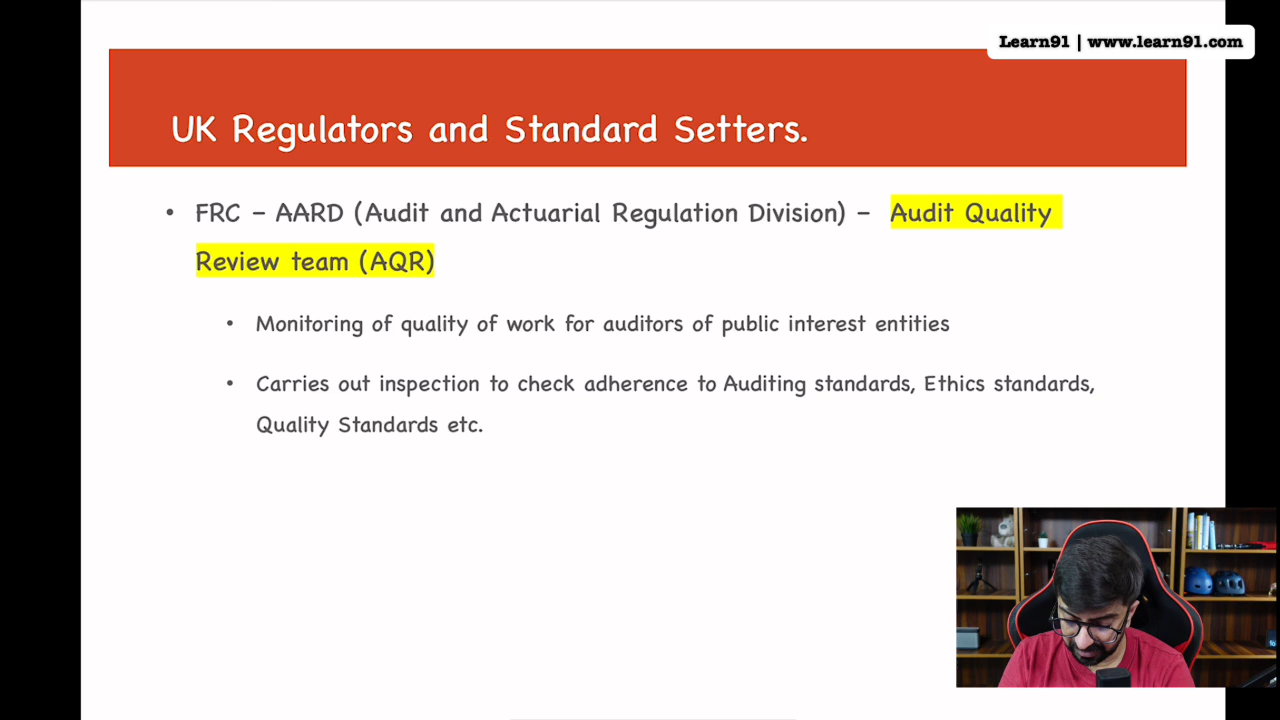 Learn91 | www.learn91.com
UK Regulators and Standard Setters.
• FRC – AARD (Audit and Actuarial Regulation Division) – Audit Quality
Review team (AQR)
• Monitoring of quality of work for auditors of public interest entities
• Carries out inspection to check adherence to Auditing standards, Ethics standards,
Quality Standards etc.